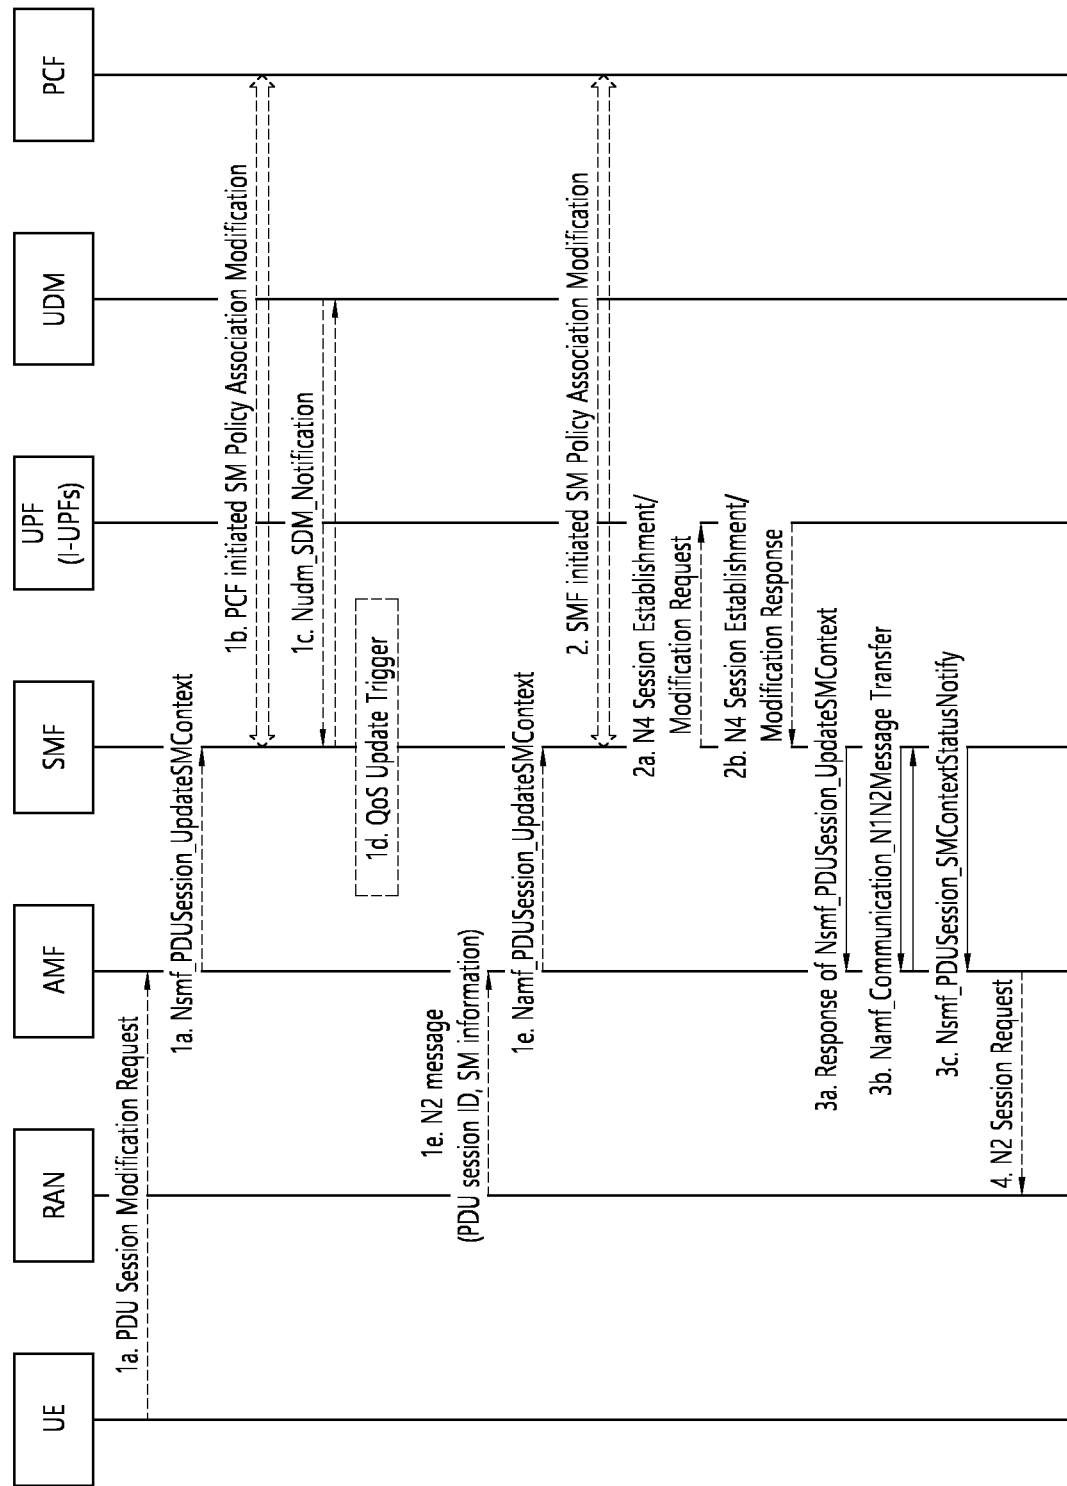 UE
RAN
AMF
SMF
UPF
(I-UPFs)
UDM
PCF
1a. PDU Session Modification Request
1a. Nsmf_PDUSession_UpdateSMContext
1b. PCF initiated SM Policy Association Modification
1c. Nudm_SDM_Notification
1d. QoS Update Trigger
1e. N2 message
(PDU session ID, SM information)
1e. Namf_PDUSession_UpdateSMContext
2. SMF initiated SM Policy Association Modification
2a. N4 Session Establishment/
Modification Request
2b. N4 Session Establishment/
Modification Response
3a. Response of Nsmf_PDUSession_UpdateSMContext
3b. Namf_Communication_N1N2Message Transfer
3c. Nsmf_PDUSession_SMContextStatusNotify
4. N2 Session Request